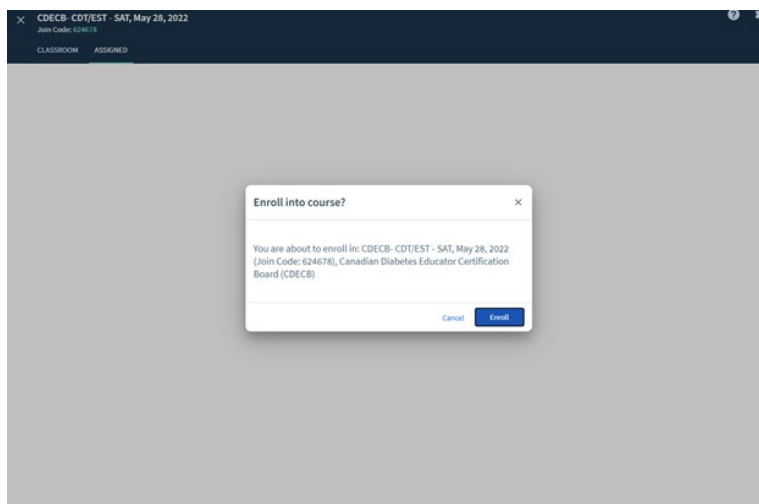 CDECB- CDT/EST - SAT, May 28, 2022
Join Code: 624678
CLASSROOM ASSIGNED
Enroll into course?
You are about to enroll in: CDECB- CDT/EST - SAT, May 28, 2022
(Join Code: 624678), Canadian Diabetes Educator Certification
Board (CDECB)
Cancel Enroll